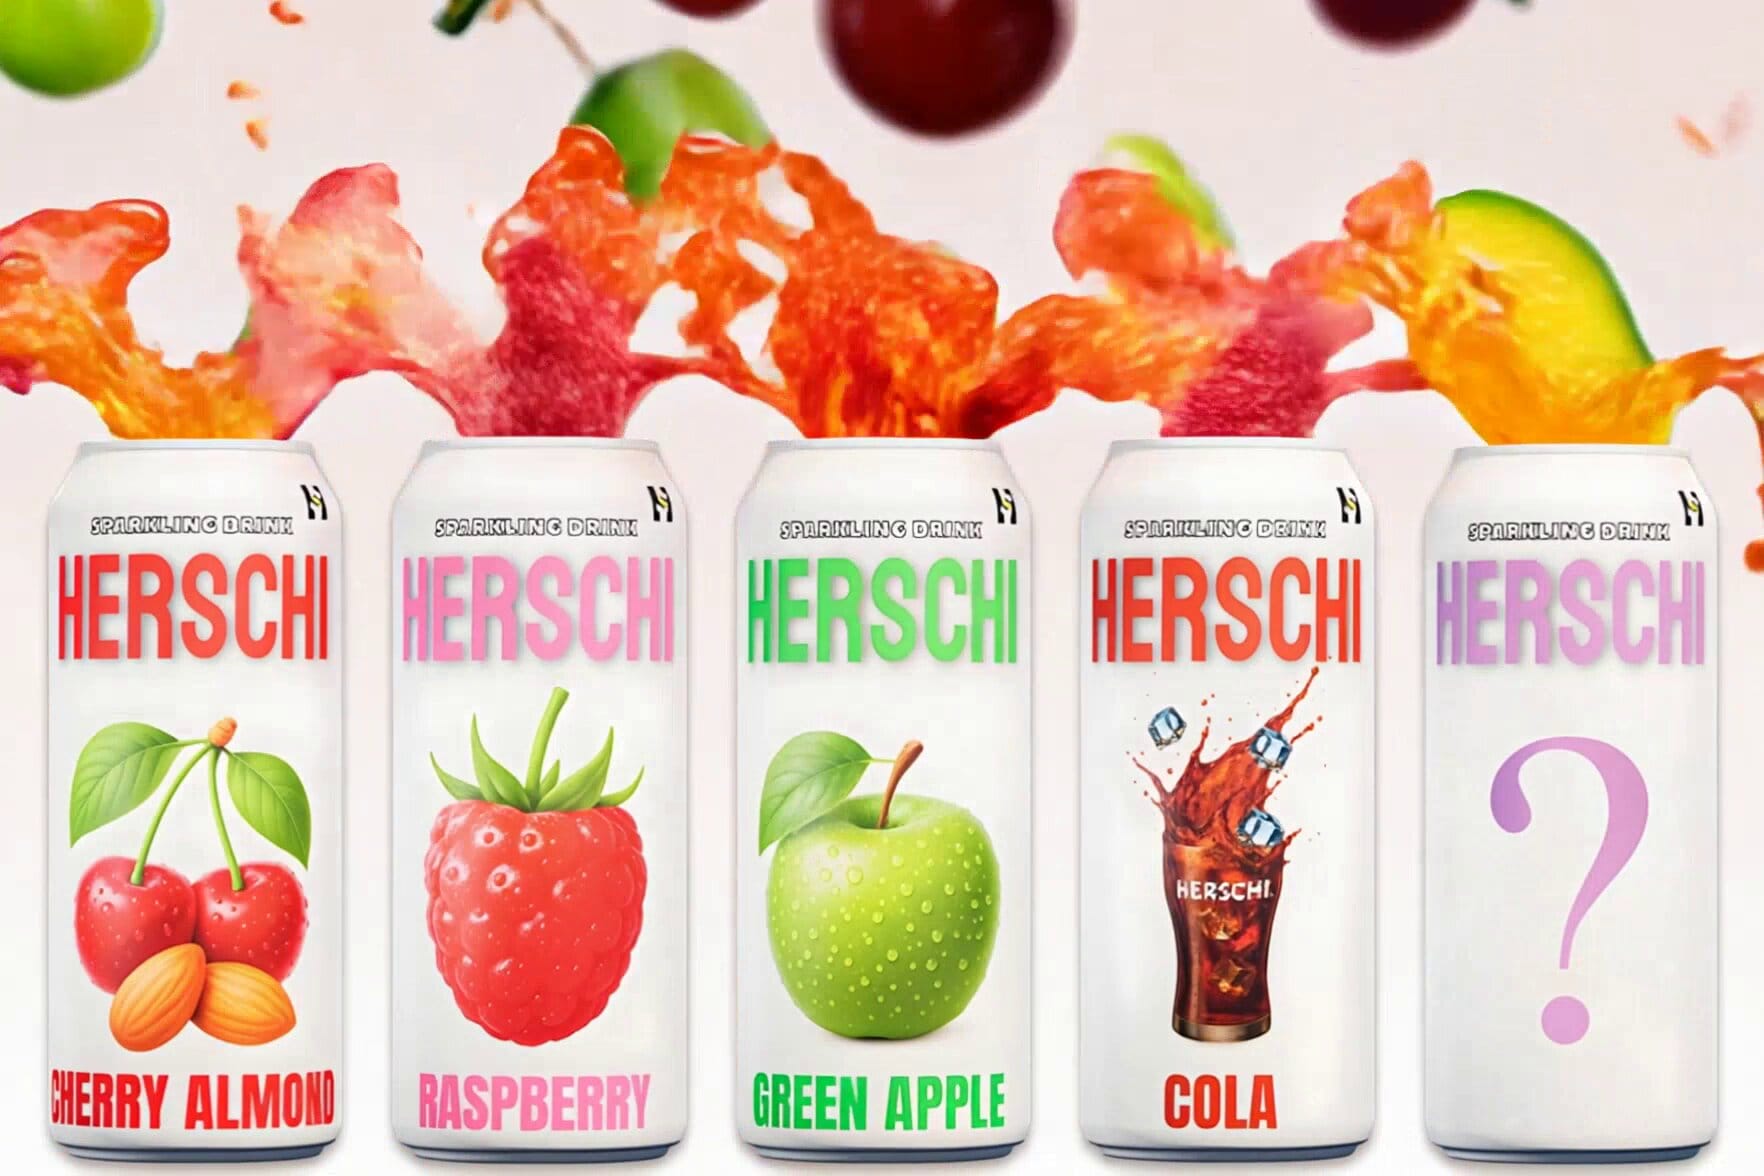 SPARKLING DRINK
HERSCHI
CHERRY ALMOND
SPARKLING DRINK
HERSCHI
RASPBERRY
SPARKLING DRINK
HERSCHI
GREEN APPLE
SPARKLING DRINK
HERSCHI
HERSCHI
COLA
SPARKLING DRINK
HERSCHI
?